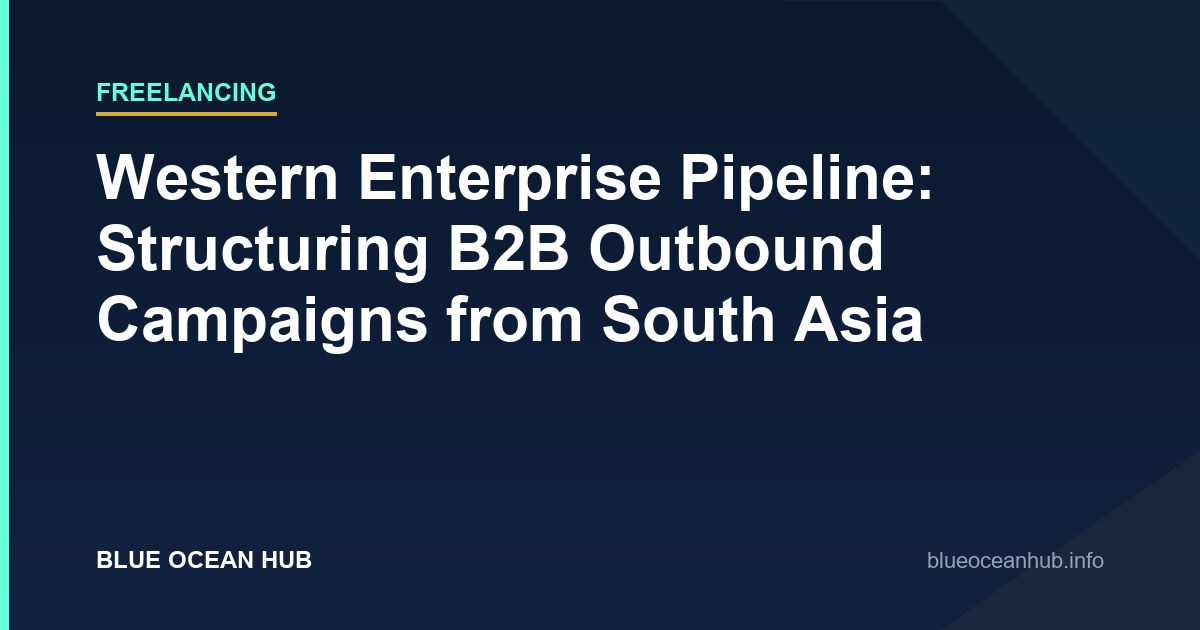 FREELANCING
Western Enterprise Pipeline:
Structuring B2B Outbound
Campaigns from South Asia
BLUE OCEAN HUB
blueoceanhub.info